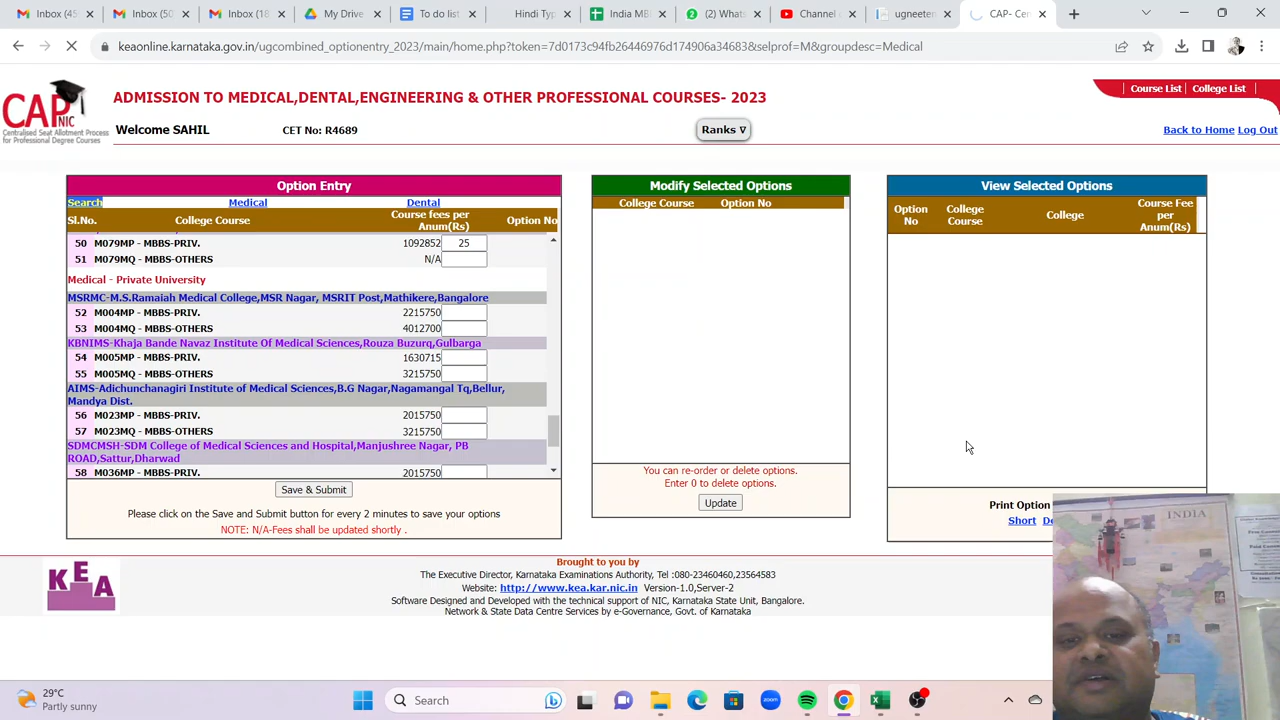 Inbox (45
Inbox (50
Inbox (18
My Drive
To do list
Hindi Typ
India MB
(2) Whats
Channel
ugneeten
CAP- Cen
keaonline.karnataka.gov.in/ugcombined_optionentry_2023/main/home.php?token=7d0173c94fb26446976d174906a34683&selprof=M&groupdesc=Medical
CAP NIC
Centralised Seat Allotment Process
for Professional Degree Courses
ADMISSION TO MEDICAL,DENTAL,ENGINEERING & OTHER PROFESSIONAL COURSES- 2023
Course List College List
Welcome SAHIL CET No: R4689 Ranks ∇
Back to Home Log Out
Option Entry
Search Medical Dental
Sl.No. College Course Course fees per Anum(Rs) Option No
50 M079MP - MBBS-PRIV. 1092852 25
51 M079MQ - MBBS-OTHERS N/A
Medical - Private University
MSRMC-M.S.Ramaiah Medical College,MSR Nagar, MSRIT Post,Mathikere,Bangalore
52 M004MP - MBBS-PRIV. 2215750
53 M004MQ - MBBS-OTHERS 4012700
KBNIMS-Khaja Bande Navaz Institute Of Medical Sciences,Rouza Buzurq,Gulbarga
54 M005MP - MBBS-PRIV. 1630715
55 M005MQ - MBBS-OTHERS 3215750
AIMS-Adichunchanagiri Institute of Medical Sciences,B.G Nagar,Nagamangal Tq,Bellur,
Mandya Dist.
56 M023MP - MBBS-PRIV. 2015750
57 M023MQ - MBBS-OTHERS 3215750
SDMCMSH-SDM College of Medical Sciences and Hospital,Manjushree Nagar, PB
ROAD,Sattur,Dharwad
58 M036MP - MBBS-PRIV. 2015750
Save & Submit
Please click on the Save and Submit button for every 2 minutes to save your options
NOTE: N/A-Fees shall be updated shortly .
Modify Selected Options
College Course Option No
You can re-order or delete options.
Enter 0 to delete options.
Update
View Selected Options
Option No College Course College Course Fee per Anum(Rs)
Print Option
Short De
INDIA
KEA
Brought to you by
The Executive Director, Karnataka Examinations Authority, Tel :080-23460460,23564583
Website: http://www.kea.kar.nic.in Version-1.0,Server-2
Software Designed and Developed with the technical support of NIC, Karnataka State Unit, Bangalore.
Network & State Data Centre Services by e-Governance, Govt. of Karnataka
29°C
Partly sunny
Search